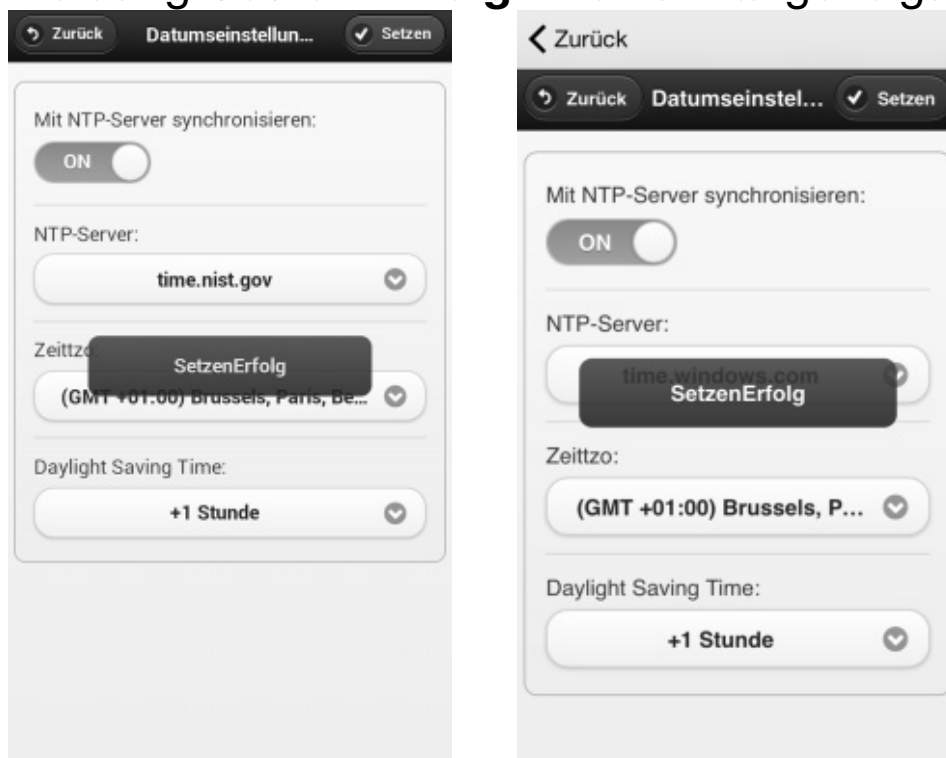 Zurück Datumseinstellun... Setzen
Mit NTP-Server synchronisieren:
ON
NTP-Server:
time.nist.gov
SetzenErfolg
(GMT +01:00) Brussels, Paris, Be...
Daylight Saving Time:
+1 Stunde
Zurück
Zurück Datumseinstel... Setzen
Mit NTP-Server synchronisieren:
ON
NTP-Server:
time.windows.com
SetzenErfolg
Zeittzo:
(GMT +01:00) Brussels, P...
Daylight Saving Time:
+1 Stunde